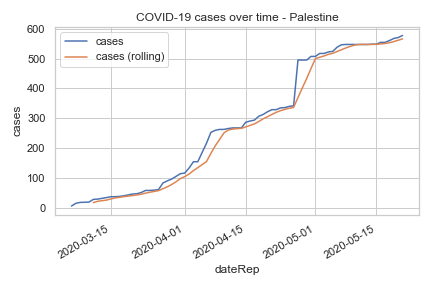 COVID-19 cases over time - Palestine
cases
cases (rolling)
cases
600
500
400
300
200
100
0
2020-03-15
2020-04-01
2020-04-15
2020-05-01
2020-05-15
dateRep